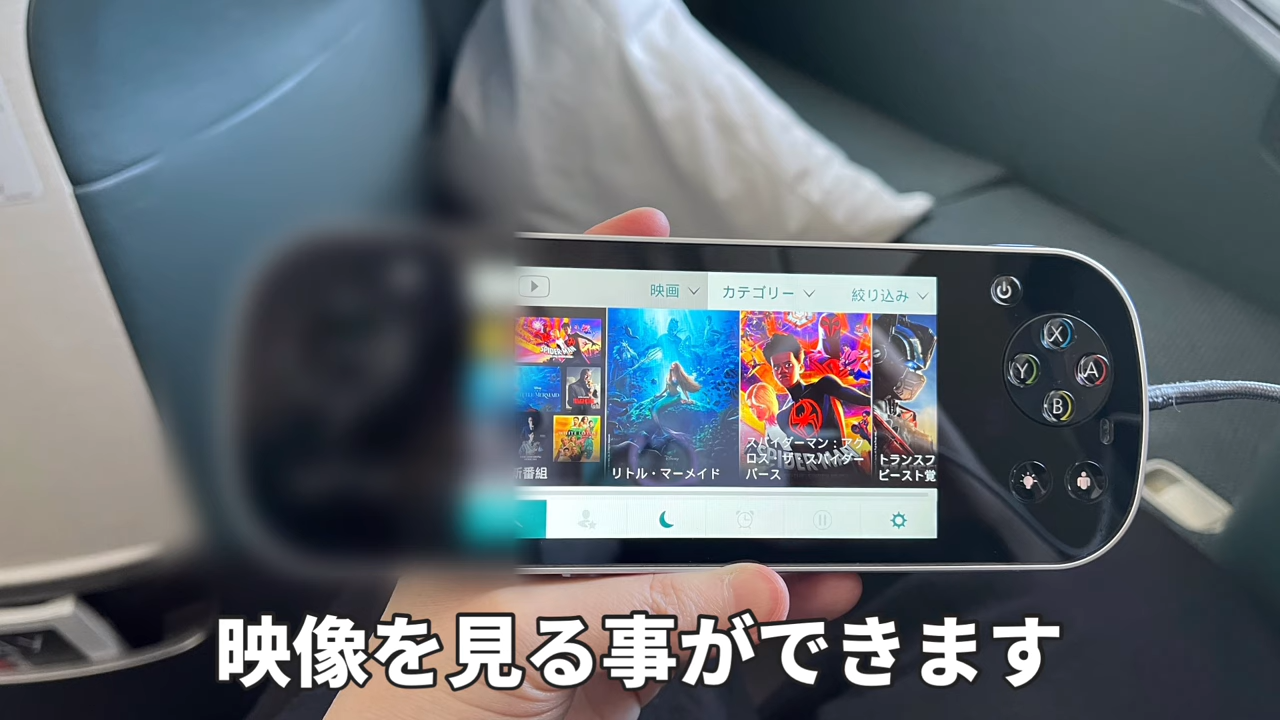 映画 カテゴリー 絞り込み
新番組
リトル・マーメイド
スパイダーマン：アク
ロス・ザ・スパイダー
バース
トランスフ
ビースト覚
X
Y
A
B
映像を見る事ができます